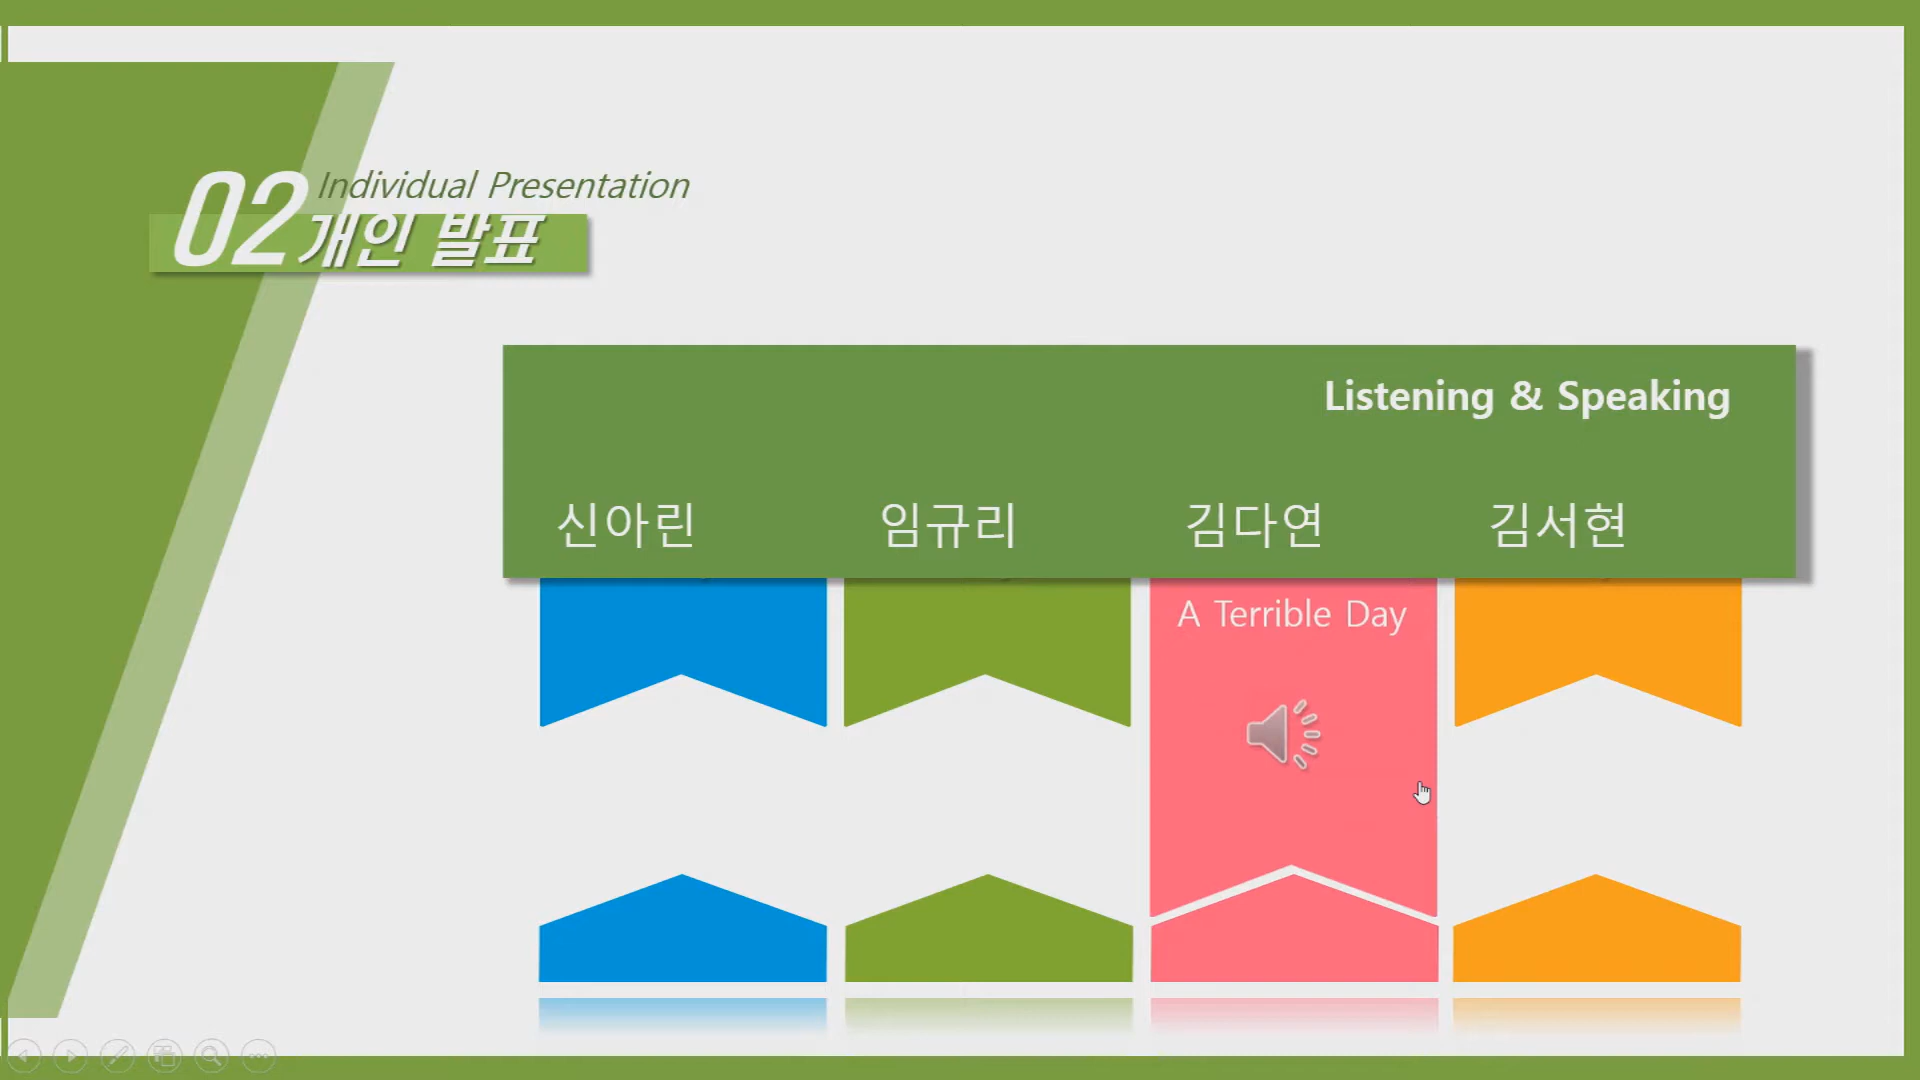 02
Individual Presentation
개인 발표
Listening & Speaking
신아린 임규리 김다연 김서현
A Terrible Day